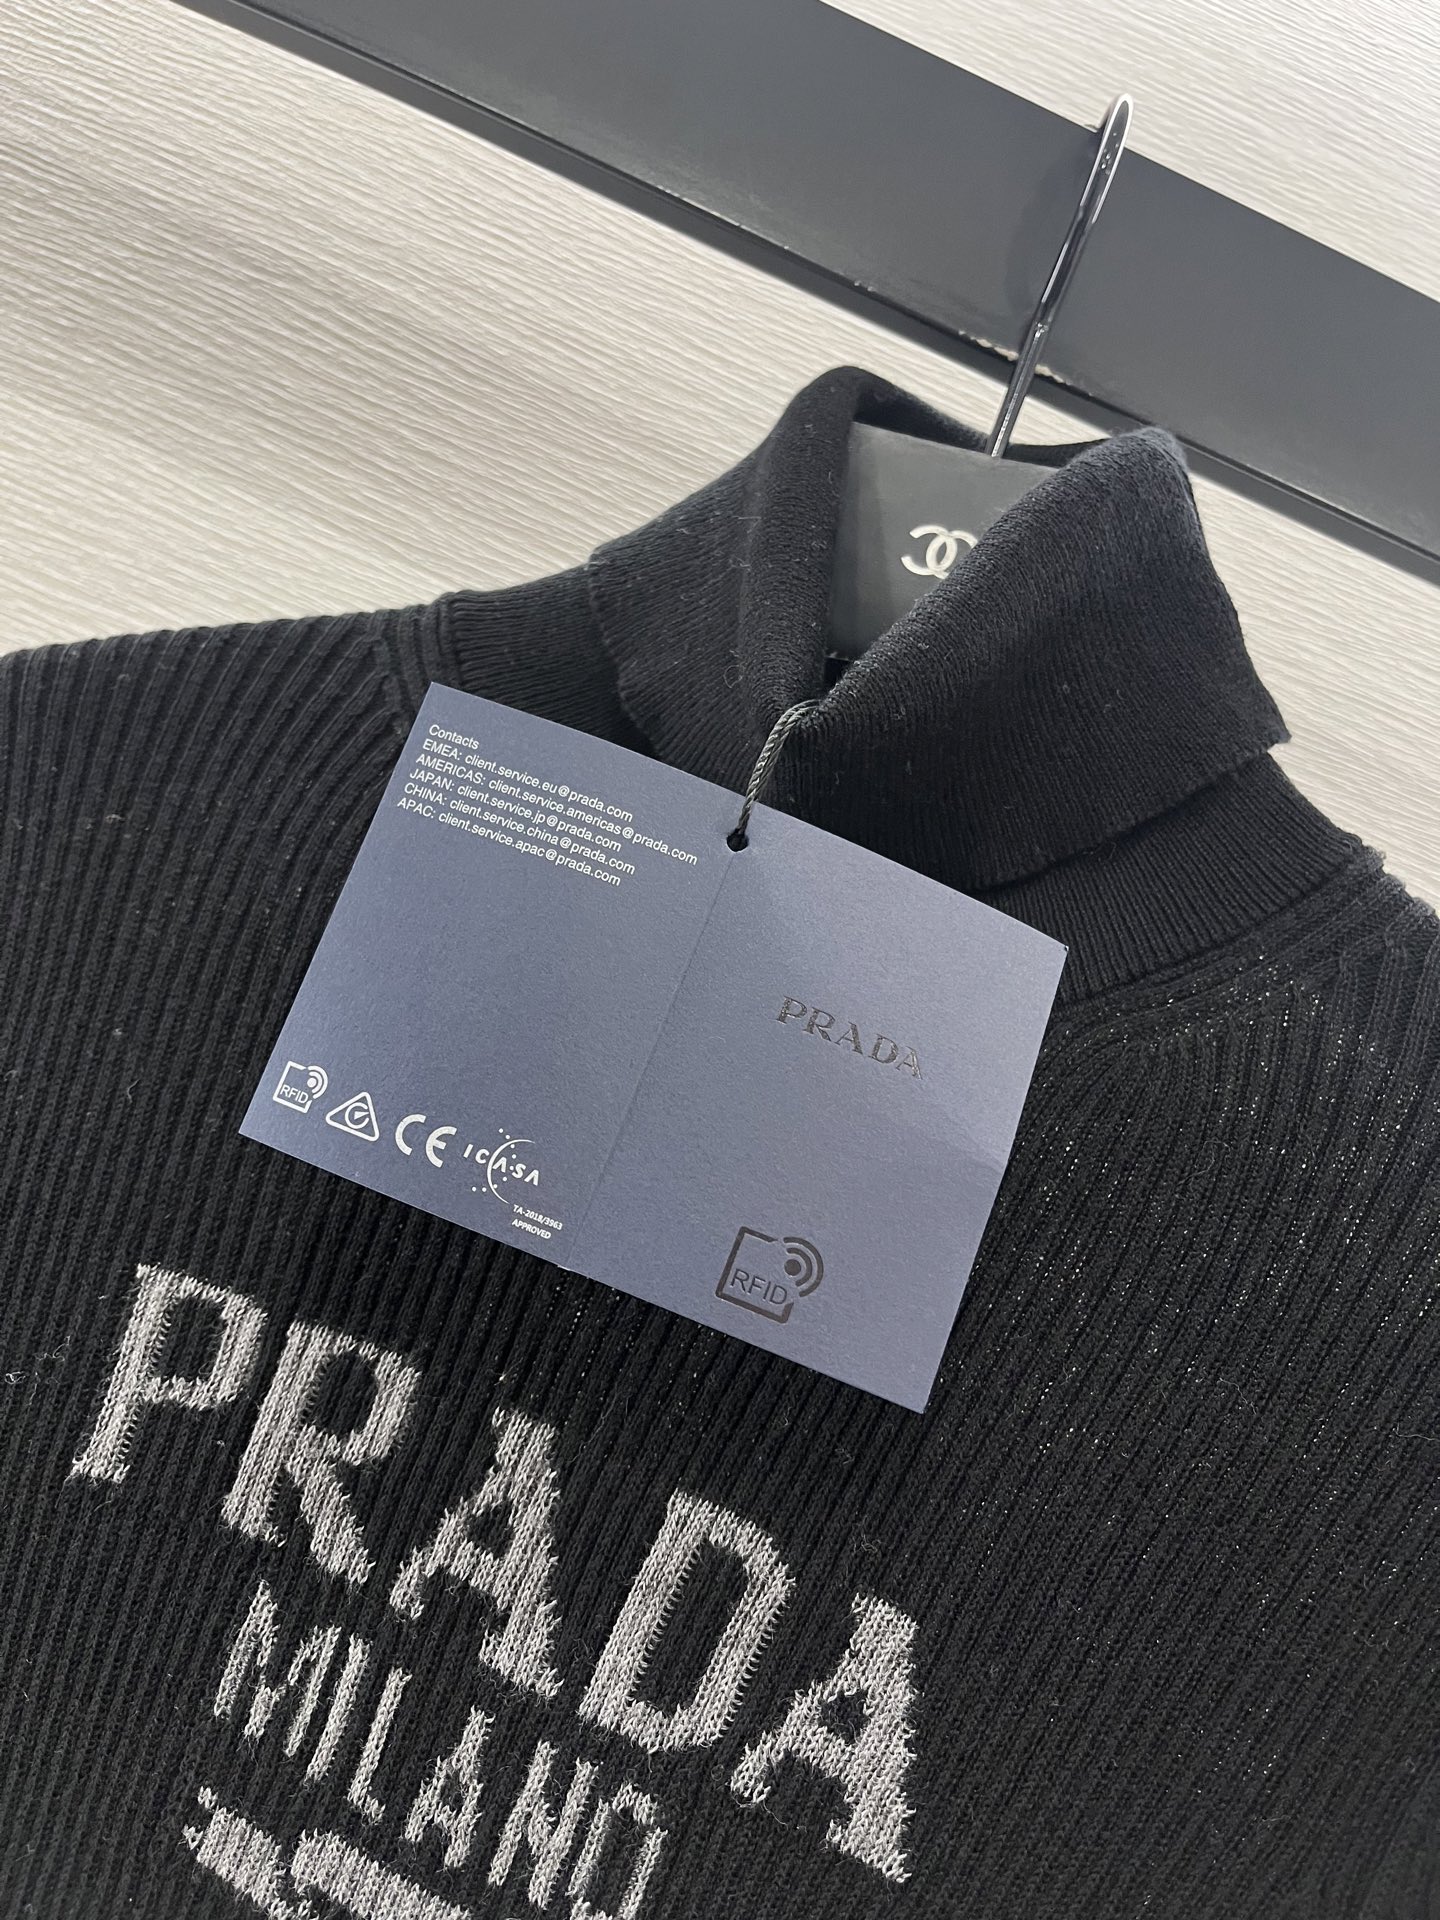 Contacts
EMEA: client.service.eu@prada.com
AMERICAS: client.service.americas@prada.com
JAPAN: client.service.jp@prada.com
CHINA: client.service.china@prada.com
APAC: client.service.apac@prada.com
PRADA
RFID
CE
ICASA
TA-2018/3963
APPROVED
RFID
PRADA
MILANO